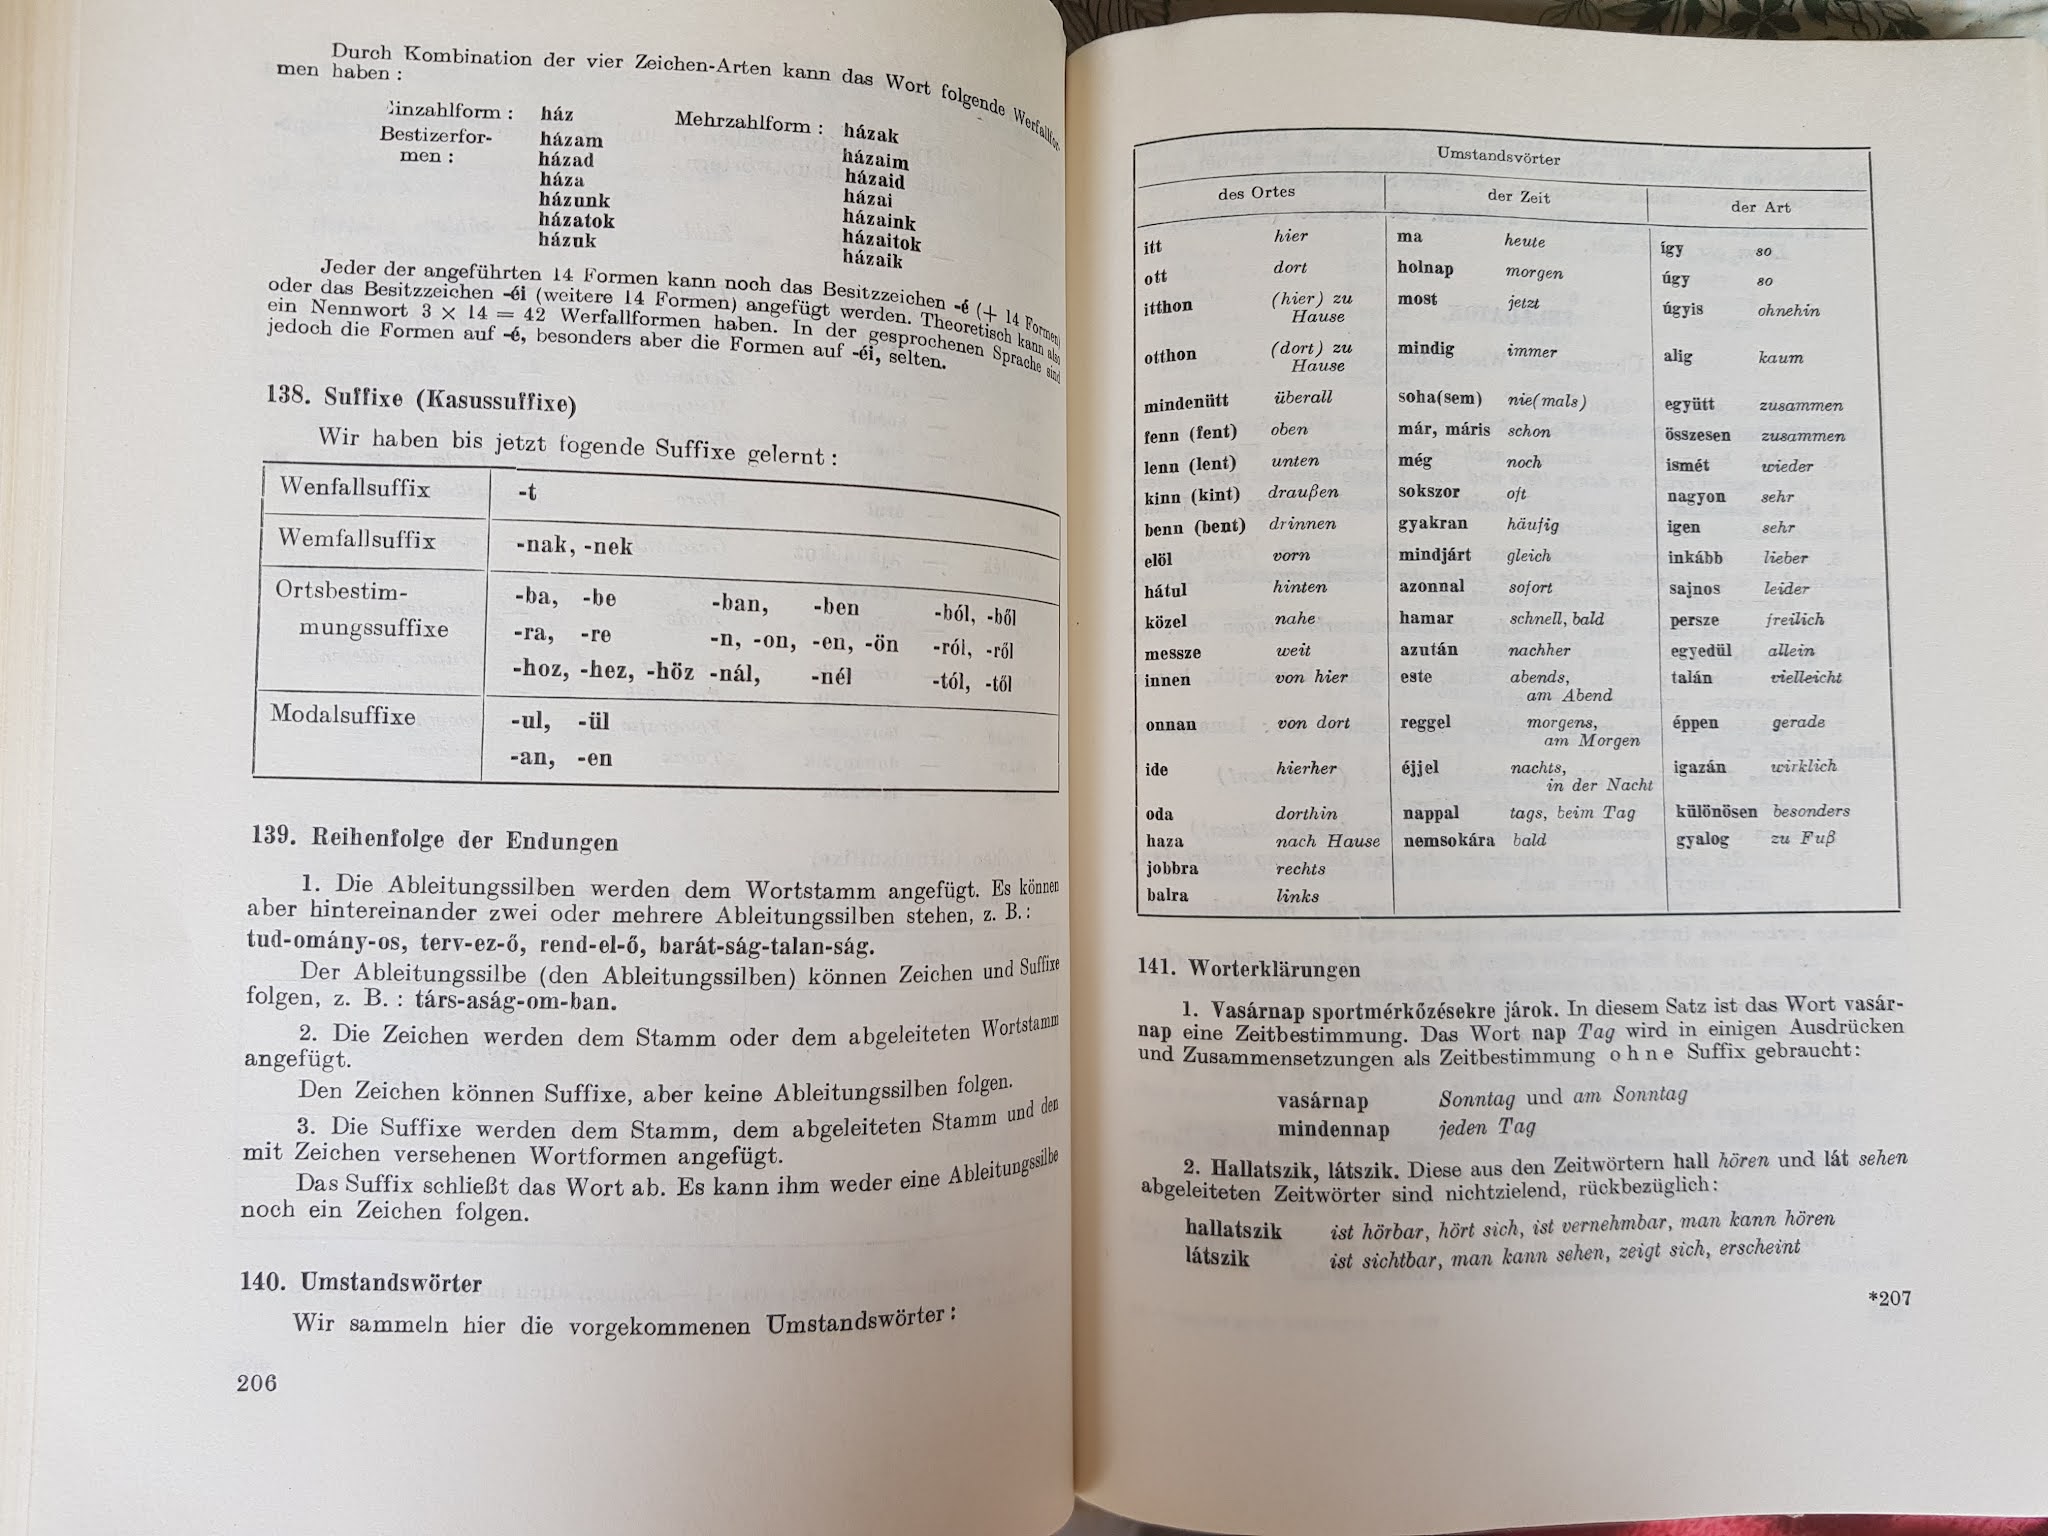 Durch Kombination der vier Zeichen-Arten kann das Wort folgende Werfallfor-
men haben :
inzahlform : ház Mehrzahlform : házak
Bestizerfor- házam házaim
men : házad házaid
háza házai
házunk házaink
házatok házaitok
házuk házaik
Jeder der angeführten 14 Formen kann noch das Besitzzeichen -é (+ 14 Formen)
oder das Besitzzeichen -éi (weitere 14 Formen) angefügt werden. Theoretisch kann also
ein Nennwort 3 × 14 = 42 Werfallformen haben. In der gesprochenen Sprache sind
jedoch die Formen auf -é, besonders aber die Formen auf -éi, selten.
138. Suffixe (Kasussuffixe)
Wir haben bis jetzt fogende Suffixe gelernt :
Wenfallsuffix -t
Wemfallsuffix -nak, -nek
Ortsbestim- -ba, -be -ban, -ben -ból, -ből
mungssuffixe -ra, -re -n, -on, -en, -ön -ról, -ről
-hoz, -hez, -höz -nál, -nél -tól, -től
Modalsuffixe -ul, -ül
-an, -en
139. Reihenfolge der Endungen
1. Die Ableitungssilben werden dem Wortstamm angefügt. Es können
aber hintereinander zwei oder mehrere Ableitungssilben stehen, z. B.:
tud-omány-os, terv-ez-ő, rend-el-ő, barát-ság-talan-ság.
Der Ableitungssilbe (den Ableitungssilben) können Zeichen und Suffixe
folgen, z. B. : társ-aság-om-ban.
2. Die Zeichen werden dem Stamm oder dem abgeleiteten Wortstamm
angefügt.
Den Zeichen können Suffixe, aber keine Ableitungssilben folgen.
3. Die Suffixe werden dem Stamm, dem abgeleiteten Stamm und den
mit Zeichen versehenen Wortformen angefügt.
Das Suffix schließt das Wort ab. Es kann ihm weder eine Ableitungssilbe
noch ein Zeichen folgen.
140. Umstandswörter
Wir sammeln hier die vorgekommenen Umstandswörter :
206
Umstandsvörter
des Ortes der Zeit der Art
itt hier ma heute így so
ott dort holnap morgen úgy so
itthon (hier) zu Hause most jetzt úgyis ohnehin
otthon (dort) zu Hause mindig immer alig kaum
mindenütt überall soha(sem) nie(mals) együtt zusammen
fenn (fent) oben már, máris schon összesen zusammen
lenn (lent) unten még noch ismét wieder
kinn (kint) draußen sokszor oft nagyon sehr
benn (bent) drinnen gyakran häufig igen sehr
elöl vorn mindjárt gleich inkább lieber
hátul hinten azonnal sofort sajnos leider
közel nahe hamar schnell, bald persze freilich
messze weit azután nachher egyedül allein
innen von hier este abends, am Abend talán vielleicht
onnan von dort reggel morgens, am Morgen éppen gerade
ide hierher éjjel nachts, in der Nacht igazán wirklich
oda dorthin nappal tags, beim Tag különösen besonders
haza nach Hause nemsokára bald gyalog zu Fuß
jobbra rechts
balra links
141. Worterklärungen
1. Vasárnap sportmérkőzésekre járok. In diesem Satz ist das Wort vasár-
nap eine Zeitbestimmung. Das Wort nap Tag wird in einigen Ausdrücken
und Zusammensetzungen als Zeitbestimmung ohne Suffix gebraucht:
vasárnap Sonntag und am Sonntag
mindennap jeden Tag
2. Hallatszik, látszik. Diese aus den Zeitwörtern hall hören und lát sehen
abgeleiteten Zeitwörter sind nichtzielend, rückbezüglich:
hallatszik ist hörbar, hört sich, ist vernehmbar, man kann hören
látszik ist sichtbar, man kann sehen, zeigt sich, erscheint
*207